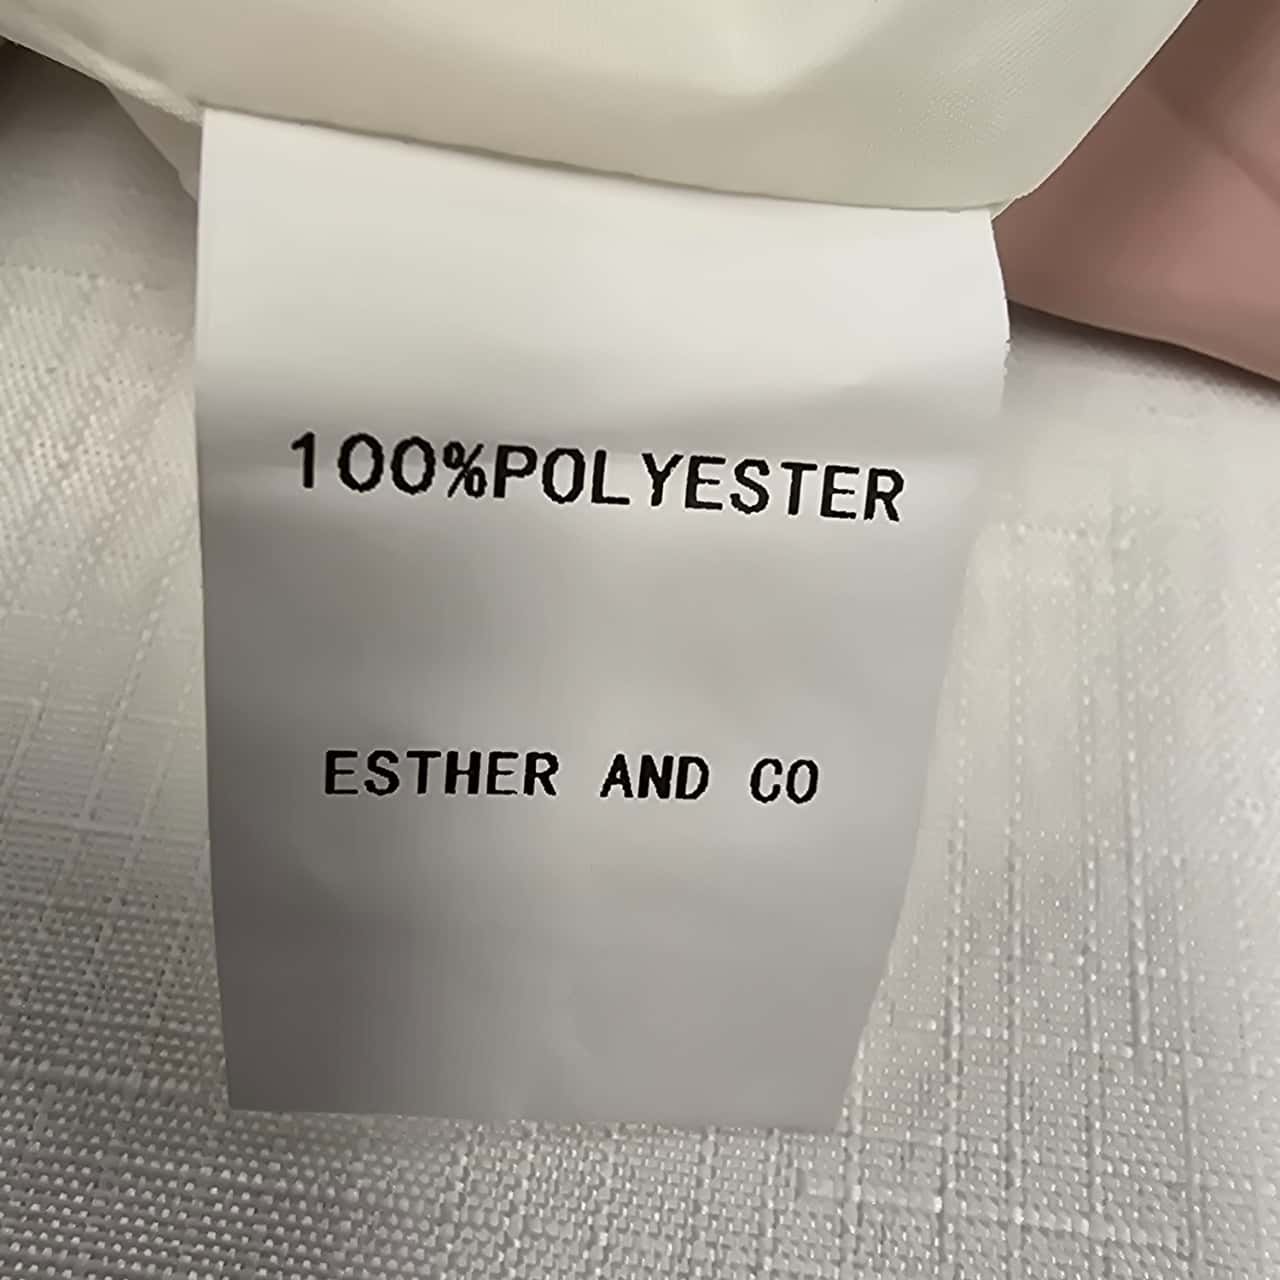 100%POLYESTER
ESTHER AND CO